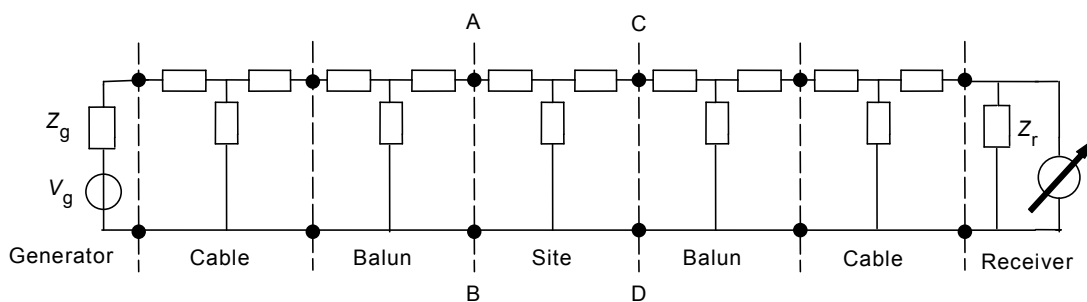 A C
Zg
Vg
Zr
Generator Cable Balun Site Balun Cable Receiver
B D